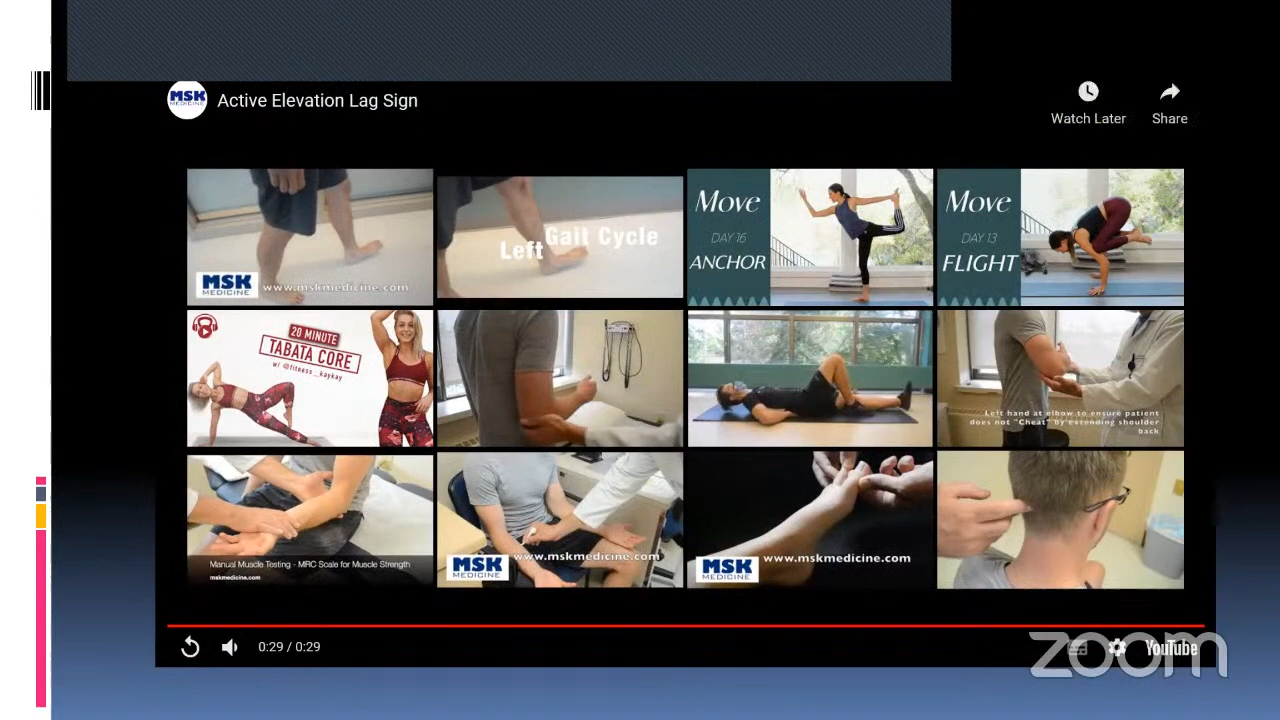 MSK
MEDICINE
Active Elevation Lag Sign
Watch Later
Share
MSK
MEDICINE
www.mskmedicine.com
Left
Gait Cycle
Move
DAY 16
ANCHOR
Move
DAY 13
FLIGHT
20 MINUTE
TABATA CORE
w/ @fitness_kaykay
Left hand at elbow to ensure patient
does not "Cheat" by extending shoulder
back
Manual Muscle Testing - MRC Scale for Muscle Strength
mskmedicine.com
MSK
MEDICINE
www.mskmedicine.com
MSK
MEDICINE
www.mskmedicine.com
0:29 / 0:29
YouTube
zoom